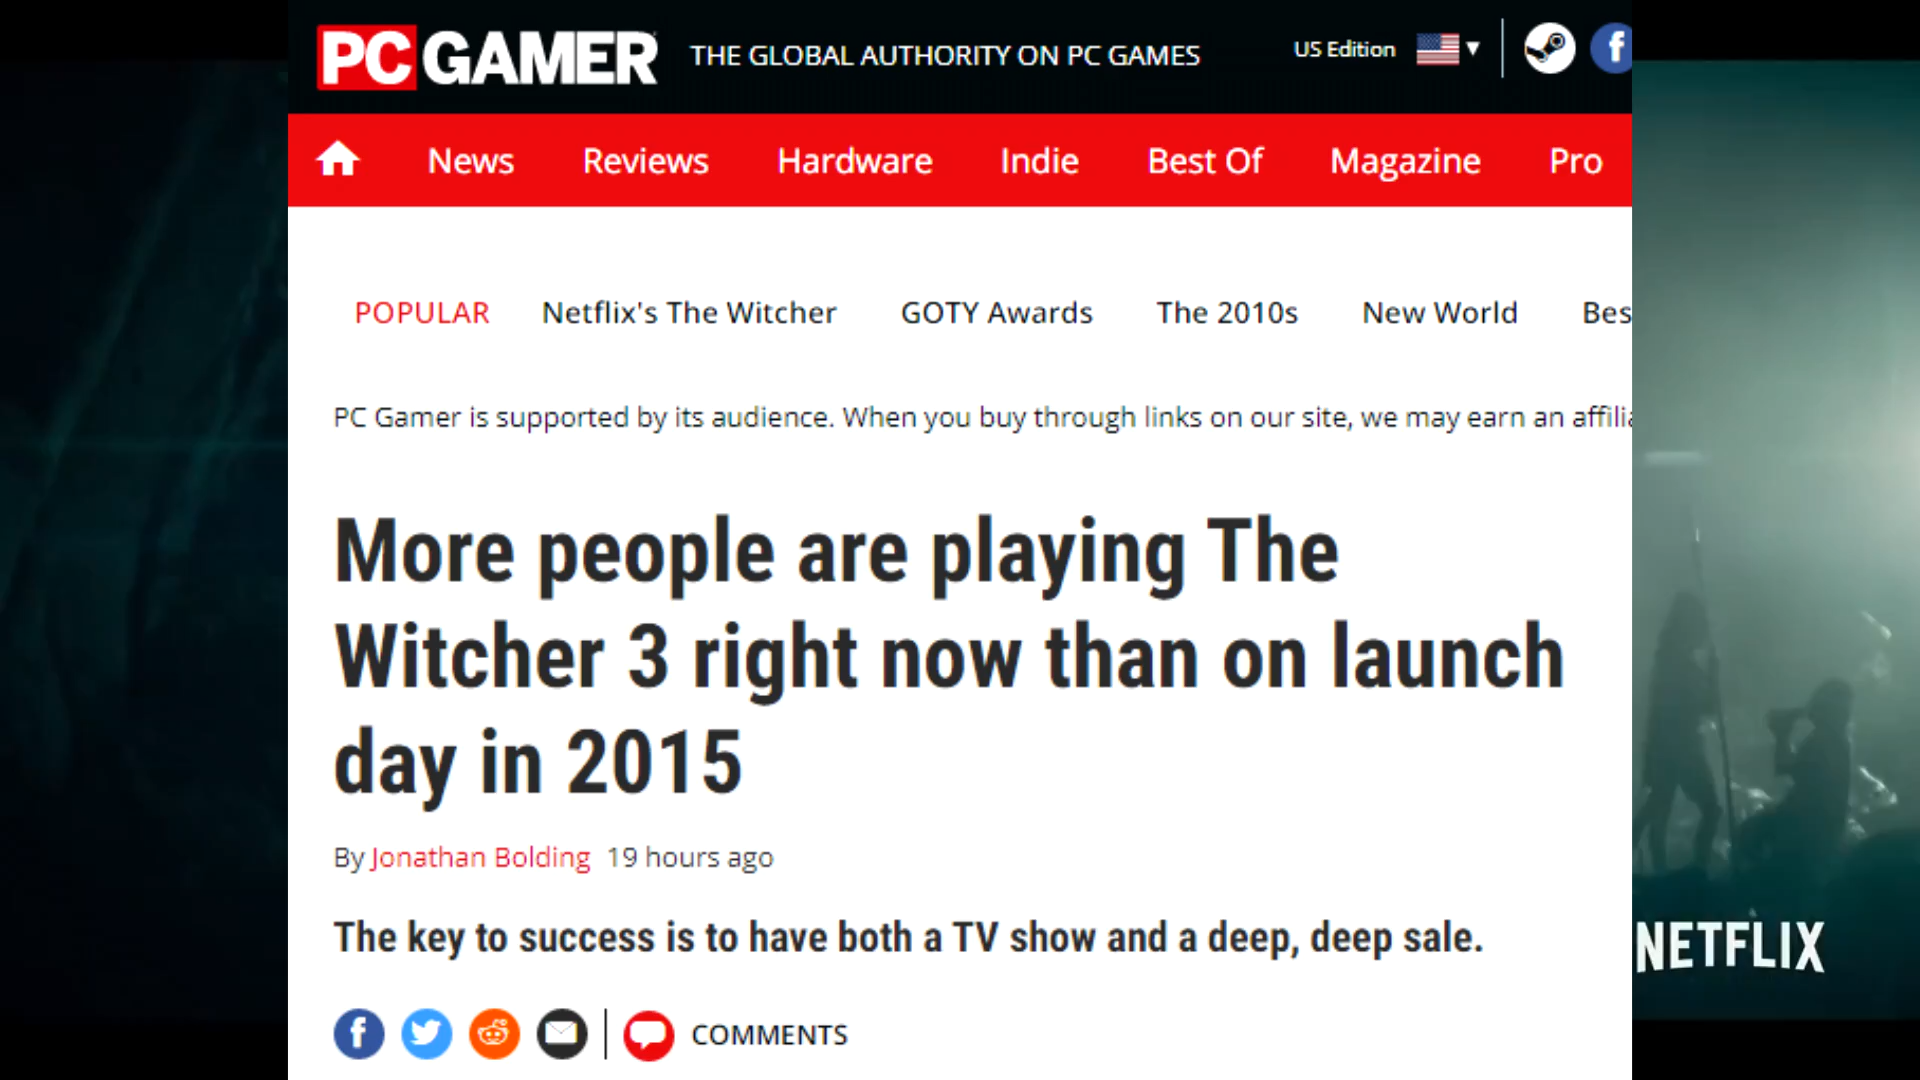 PC GAMER THE GLOBAL AUTHORITY ON PC GAMES US Edition
News Reviews Hardware Indie Best Of Magazine Pro
POPULAR Netflix's The Witcher GOTY Awards The 2010s New World Bes
PC Gamer is supported by its audience. When you buy through links on our site, we may earn an affilia
More people are playing The
Witcher 3 right now than on launch
day in 2015
By Jonathan Bolding 19 hours ago
The key to success is to have both a TV show and a deep, deep sale.
NETFLIX
COMMENTS